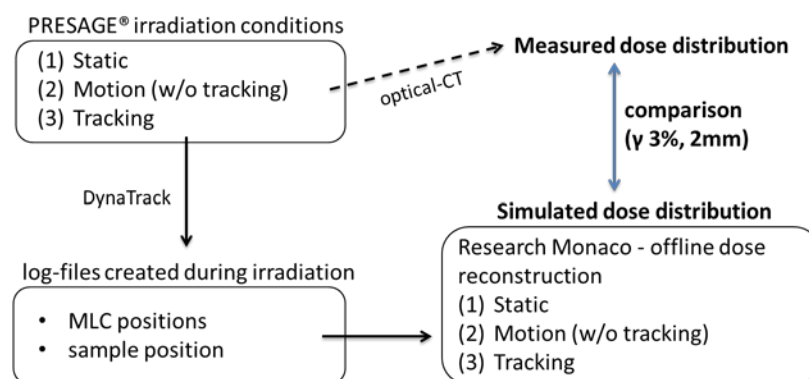 PRESAGE® irradiation conditions
(1) Static
(2) Motion (w/o tracking)
(3) Tracking
optical-CT
Measured dose distribution
comparison
(γ 3%, 2mm)
DynaTrack
log-files created during irradiation
• MLC positions
• sample position
Simulated dose distribution
Research Monaco - offline dose
reconstruction
(1) Static
(2) Motion (w/o tracking)
(3) Tracking